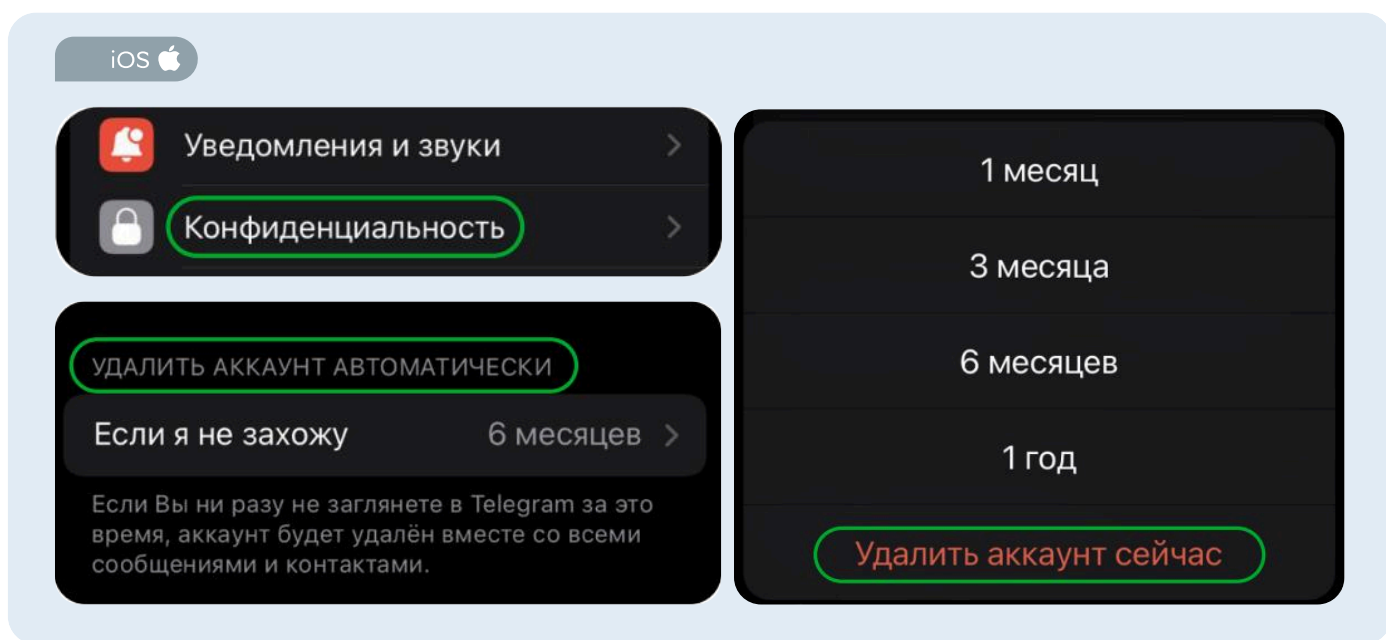 iOS
Уведомления и звуки
Конфиденциальность
УДАЛИТЬ АККАУНТ АВТОМАТИЧЕСКИ
Если я не захожу 6 месяцев
Если Вы ни разу не заглянете в Telegram за это
время, аккаунт будет удалён вместе со всеми
сообщениями и контактами.
1 месяц
3 месяца
6 месяцев
1 год
Удалить аккаунт сейчас